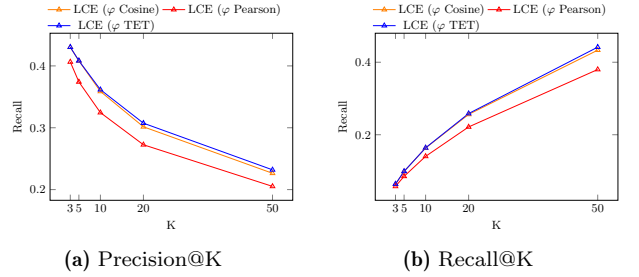 LCE (φ Cosine) LCE (φ Pearson)
LCE (φ TET)
0.4
0.3
0.2
Recall
3 5 10 20 50
K
(a) Precision@K
LCE (φ Cosine) LCE (φ Pearson)
LCE (φ TET)
0.4
0.2
Recall
3 5 10 20 50
K
(b) Recall@K